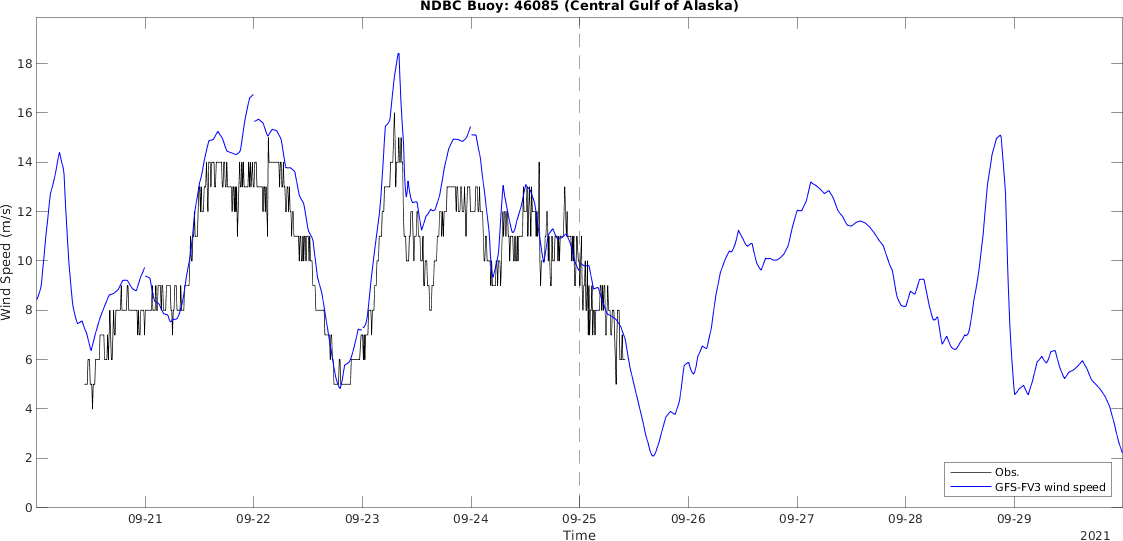 NDBC Buoy: 46085 (Central Gulf of Alaska)
18
16
14
12
10
8
6
4
2
0
Wind Speed (m/s)
Obs.
GFS-FV3 wind speed
09-21 09-22 09-23 09-24 09-25 09-26 09-27 09-28 09-29
Time
2021